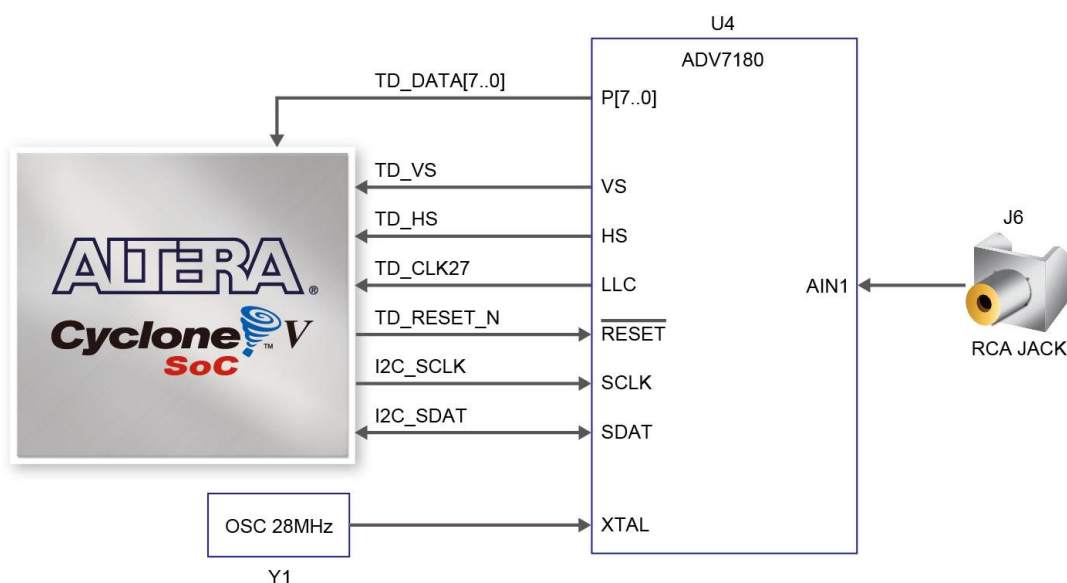 U4
ADV7180
TD_DATA[7..0]
P[7..0]
TD_VS
VS
TD_HS
HS
TD_CLK27
LLC
TD_RESET_N
RESET
I2C_SCLK
SCLK
I2C_SDAT
SDAT
ALTERA®
Cyclone™ V
SoC
AIN1
J6
RCA JACK
OSC 28MHz
XTAL
Y1